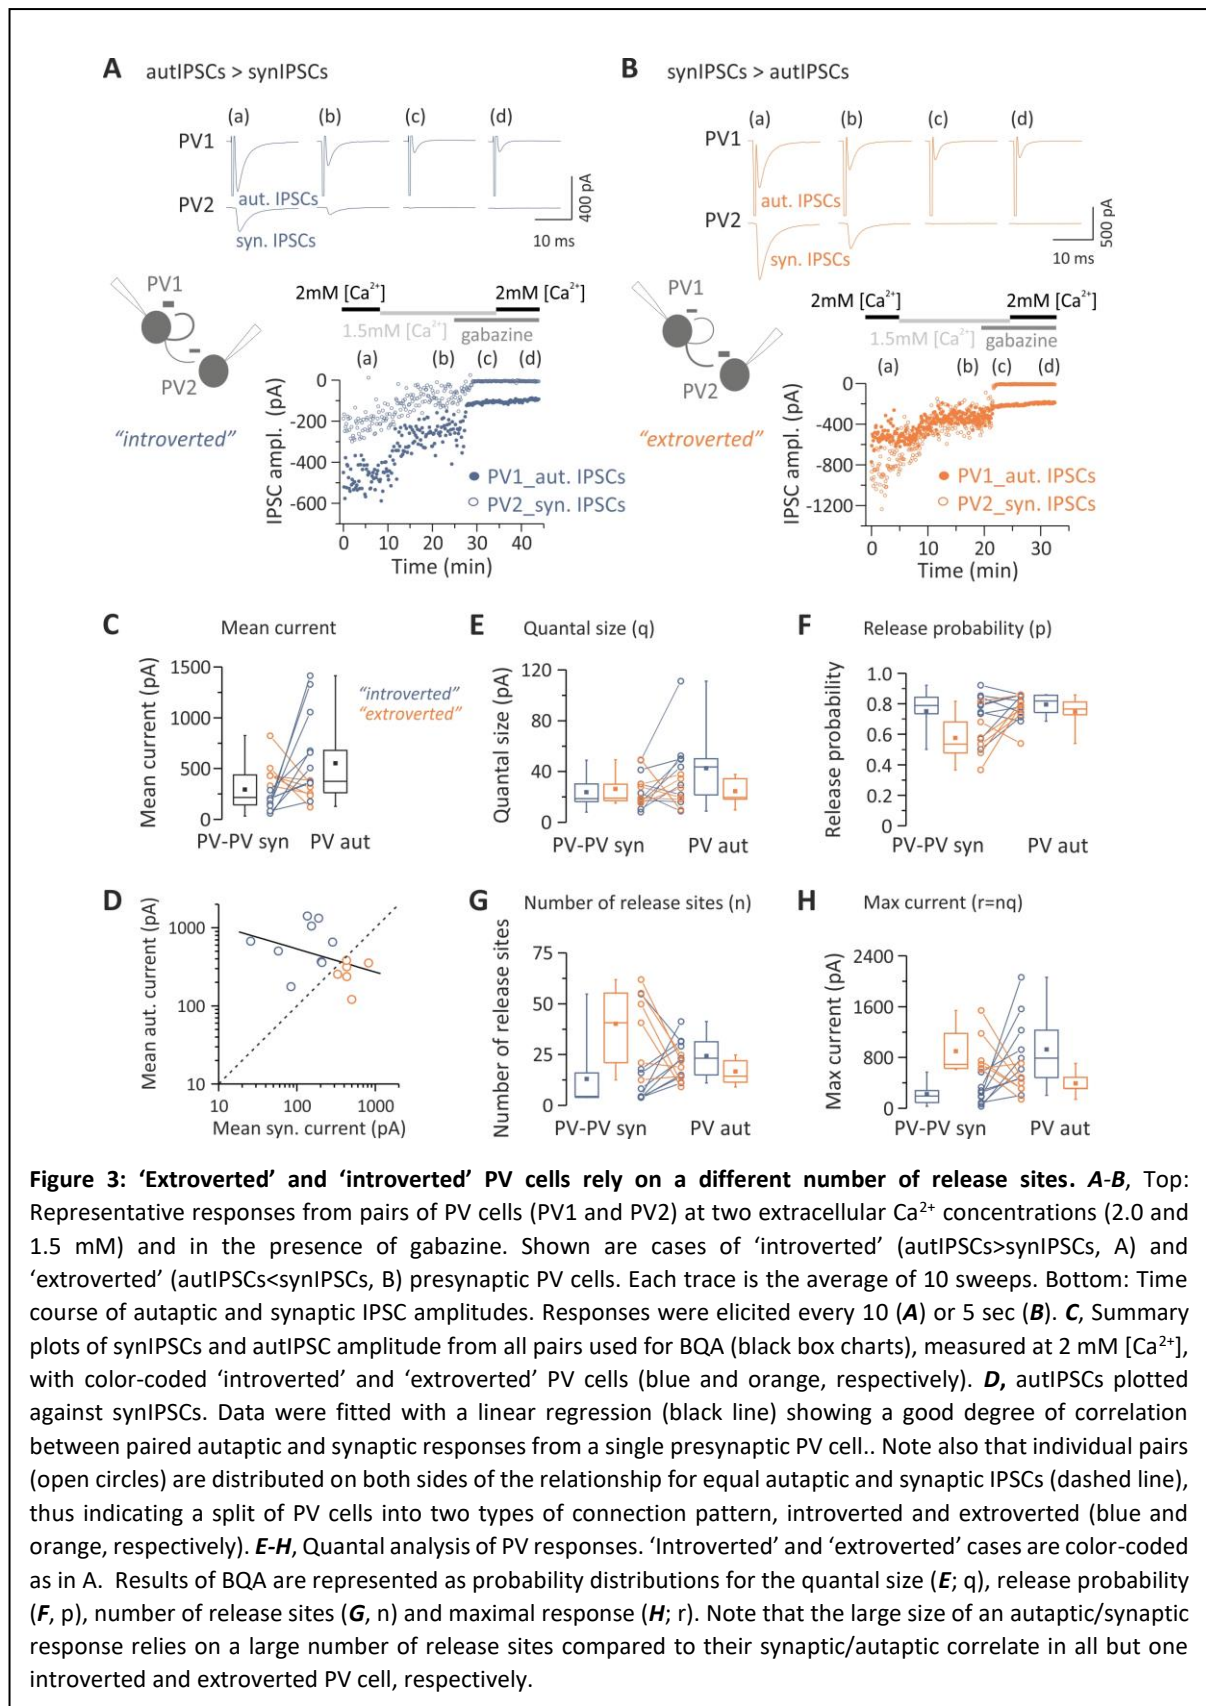 A autIPSCs > synIPSCs
(a) (b) (c) (d)
PV1
aut. IPSCs
PV2
syn. IPSCs
400 pA
10 ms
PV1
PV2
"introverted"
2mM [Ca2+] 2mM [Ca2+]
1.5mM [Ca2+] gabazine
(a) (b) (c) (d)
IPSC ampl. (pA)
0
-200
-400
-600
PV1_aut. IPSCs
PV2_syn. IPSCs
0 10 20 30 40
Time (min)
B synIPSCs > autIPSCs
(a) (b) (c) (d)
PV1
aut. IPSCs
PV2
syn. IPSCs
500 pA
10 ms
PV1
PV2
"extroverted"
2mM [Ca2+] 2mM [Ca2+]
1.5mM [Ca2+] gabazine
(a) (b) (c) (d)
IPSC ampl. (pA)
0
-400
-800
-1200
PV1_aut. IPSCs
PV2_syn. IPSCs
0 10 20 30
Time (min)
C Mean current
Mean current (pA)
1500
1000
500
0
"introverted"
"extroverted"
PV-PV syn PV aut
E Quantal size (q)
Quantal size (pA)
120
80
40
0
PV-PV syn PV aut
F Release probability (p)
Release probability
1.0
0.8
0.6
0.4
0.2
0
PV-PV syn PV aut
D
Mean aut. current (pA)
1000
100
10
10 100 1000
Mean syn. current (pA)
G Number of release sites (n)
Number of release sites
75
50
25
0
PV-PV syn PV aut
H Max current (r=nq)
Max current (pA)
2400
1600
800
0
PV-PV syn PV aut
Figure 3: ‘Extroverted’ and ‘introverted’ PV cells rely on a different number of release sites. A-B, Top:
Representative responses from pairs of PV cells (PV1 and PV2) at two extracellular Ca2+ concentrations (2.0 and
1.5 mM) and in the presence of gabazine. Shown are cases of ‘introverted’ (autIPSCs>synIPSCs, A) and
‘extroverted’ (autIPSCs<synIPSCs, B) presynaptic PV cells. Each trace is the average of 10 sweeps. Bottom: Time
course of autaptic and synaptic IPSC amplitudes. Responses were elicited every 10 (A) or 5 sec (B). C, Summary
plots of synIPSCs and autIPSC amplitude from all pairs used for BQA (black box charts), measured at 2 mM [Ca2+],
with color-coded ‘introverted’ and ‘extroverted’ PV cells (blue and orange, respectively). D, autIPSCs plotted
against synIPSCs. Data were fitted with a linear regression (black line) showing a good degree of correlation
between paired autaptic and synaptic responses from a single presynaptic PV cell.. Note also that individual pairs
(open circles) are distributed on both sides of the relationship for equal autaptic and synaptic IPSCs (dashed line),
thus indicating a split of PV cells into two types of connection pattern, introverted and extroverted (blue and
orange, respectively). E-H, Quantal analysis of PV responses. ‘Introverted’ and ‘extroverted’ cases are color-coded
as in A. Results of BQA are represented as probability distributions for the quantal size (E; q), release probability
(F, p), number of release sites (G, n) and maximal response (H; r). Note that the large size of an autaptic/synaptic
response relies on a large number of release sites compared to their synaptic/autaptic correlate in all but one
introverted and extroverted PV cell, respectively.